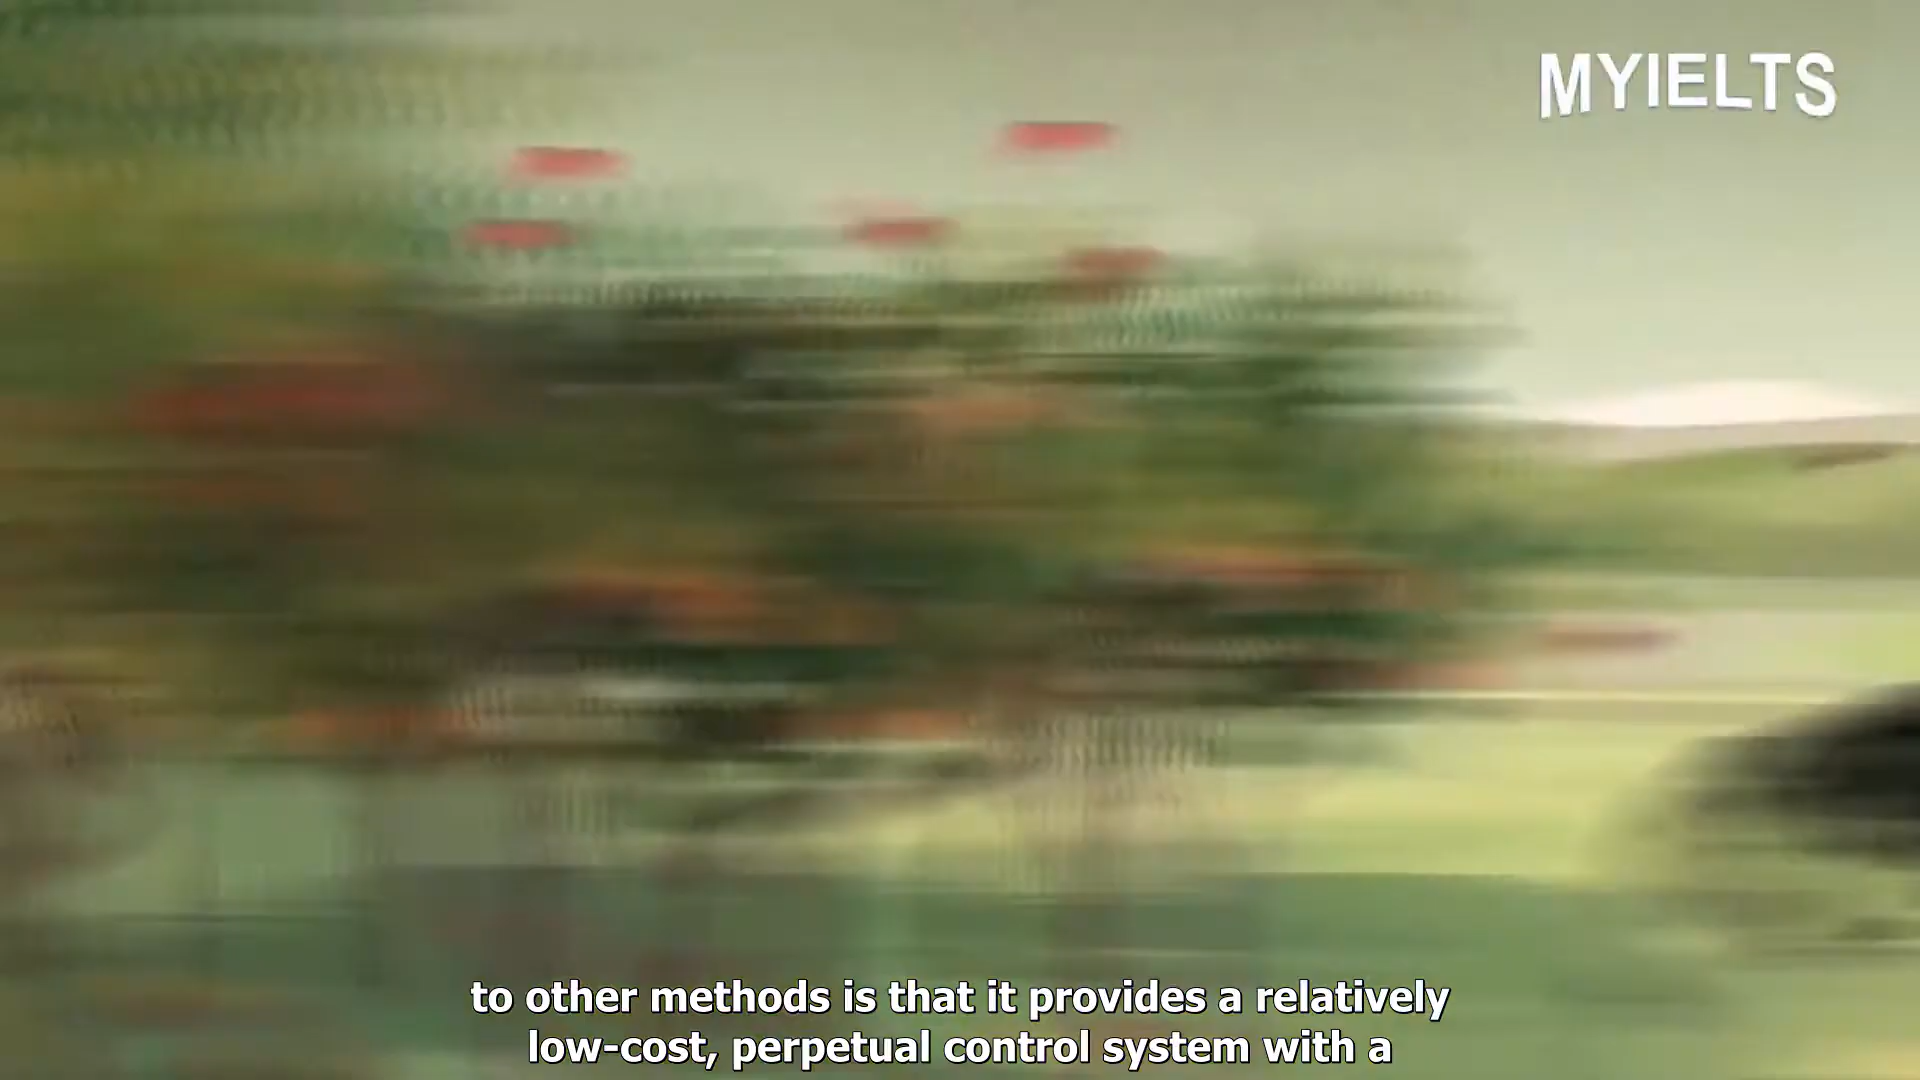 MYIELTS
to other methods is that it provides a relatively
low-cost, perpetual control system with a